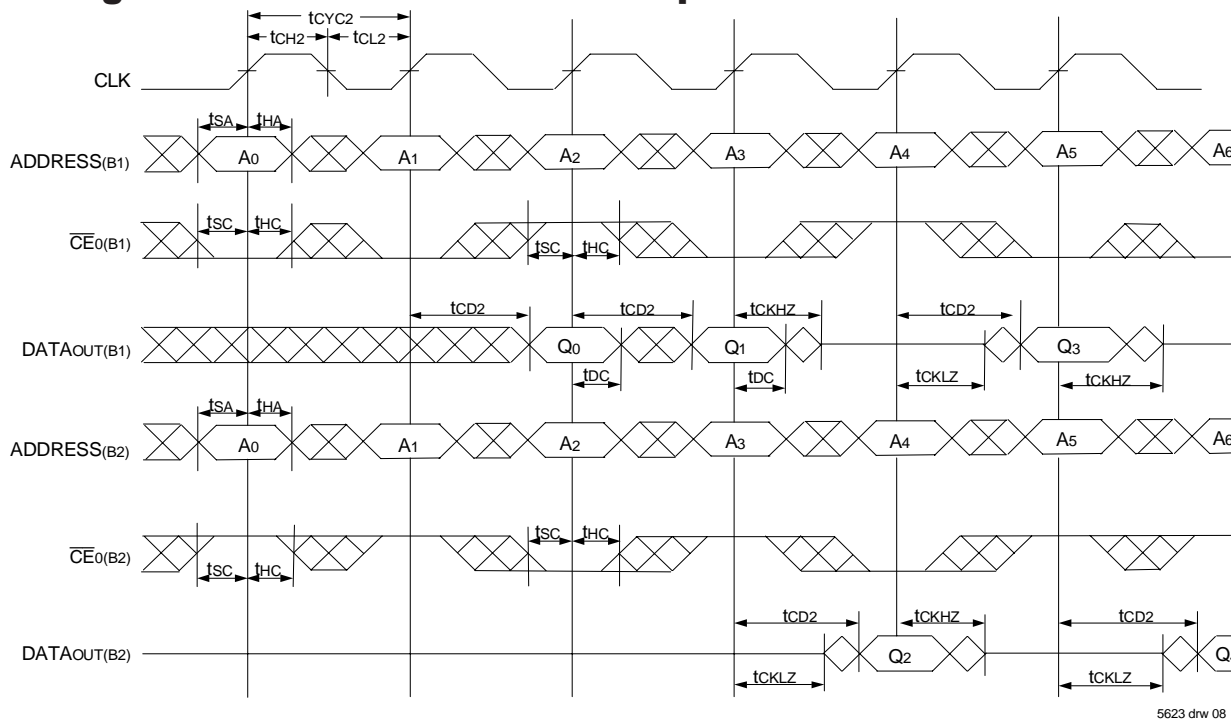 tCYC2
tCH2 tCL2
CLK
tSA tHA
ADDRESS(B1) A0 A1 A2 A3 A4 A5 A6
tSC tHC
CE0(B1)
tSC tHC
tCD2 tCD2 tCKHZ tCD2
DATAOUT(B1) Q0 Q1 Q3
tDC tDC tCKLZ tCKHZ
tSA tHA
ADDRESS(B2) A0 A1 A2 A3 A4 A5 A6
tSC tHC
CE0(B2)
tSC tHC
tCD2 tCKHZ tCD2
DATAOUT(B2) Q2 Q
tCKLZ tCKLZ
5623 drw 08